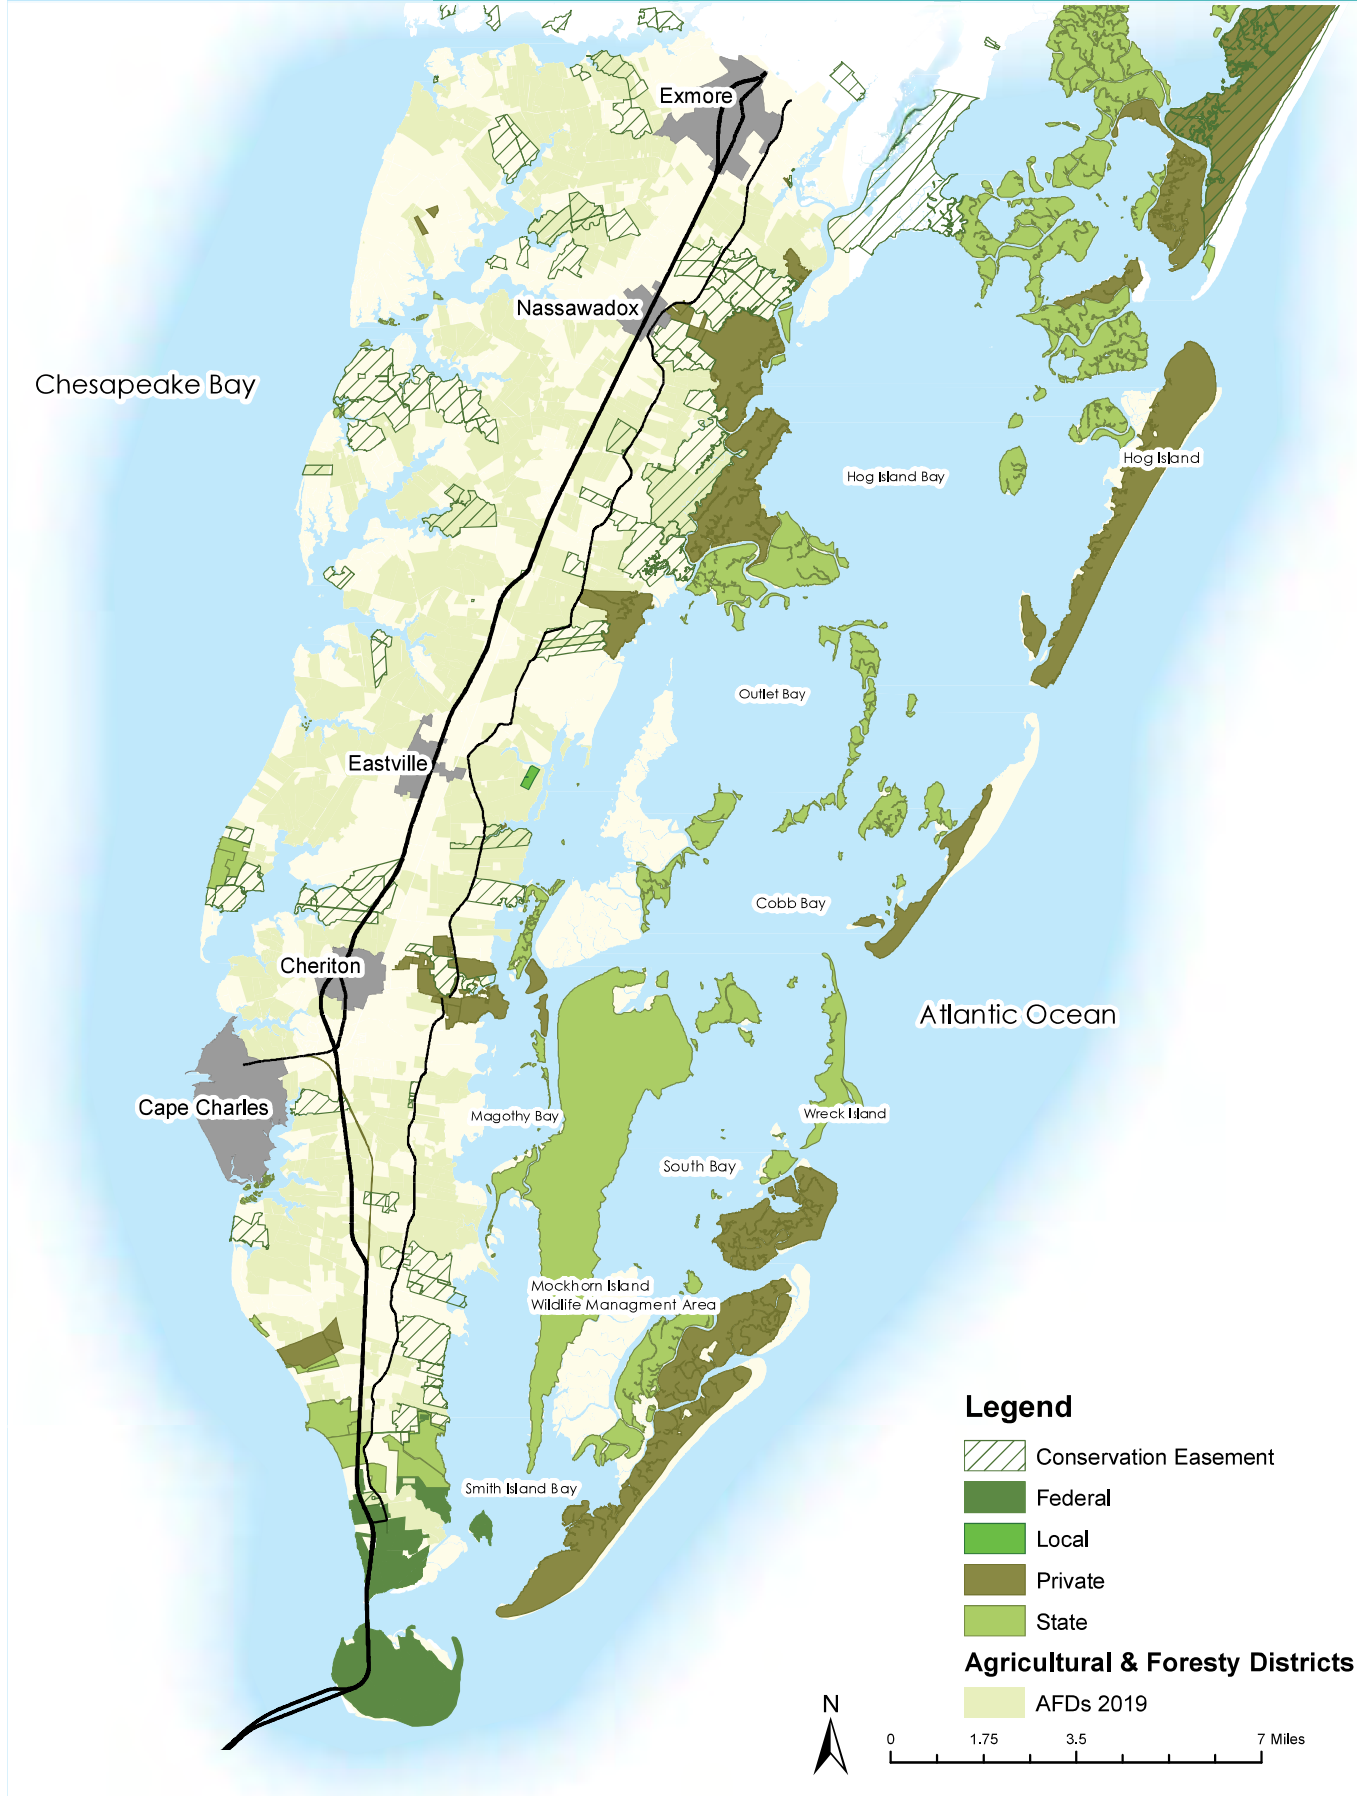 Exmore
Nassawadox
Chesapeake Bay
Hog Island
Hog Island Bay
Outlet Bay
Eastville
Cobb Bay
Cheriton
Atlantic Ocean
Cape Charles
Magothy Bay
Wreck Island
South Bay
Mockhorn Island
Wildlife Managment Area
Smith Island Bay
Legend
Conservation Easement
Federal
Local
Private
State
Agricultural & Foresty Districts
AFDs 2019
N
0 1.75 3.5 7 Miles